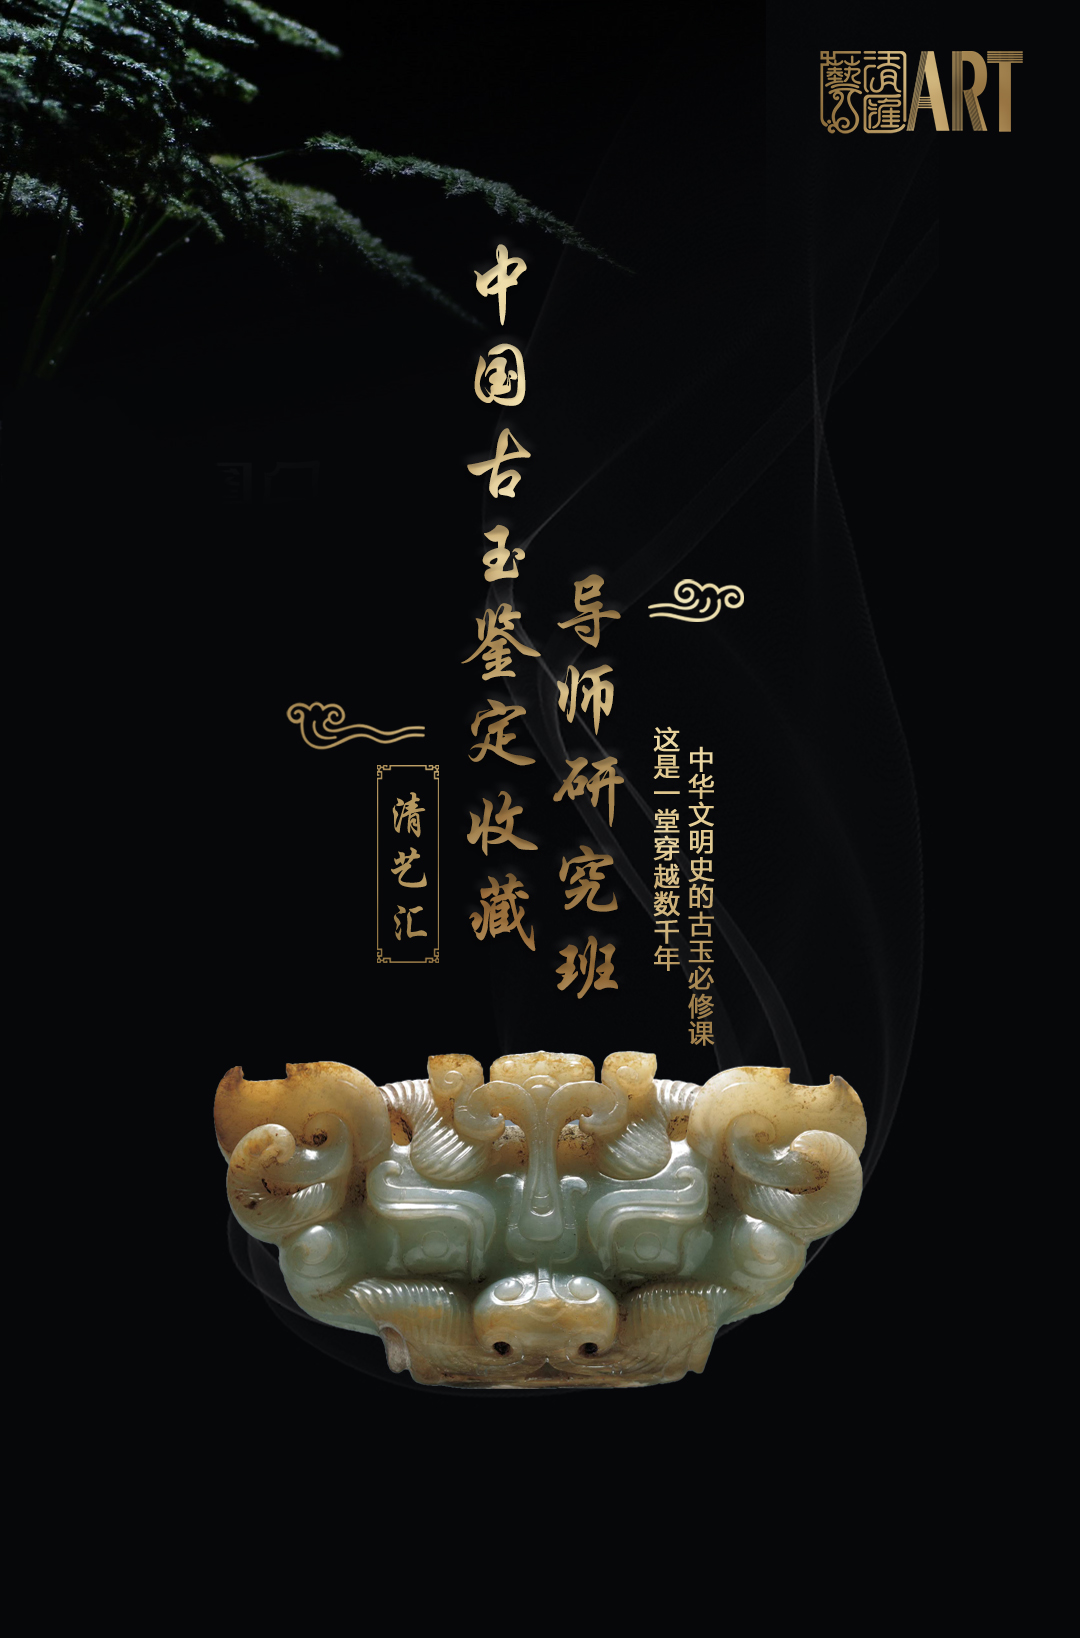 清藝匯ART
中国古玉鉴定收藏
导师研究班
清艺汇
这是一堂穿越数千年
中华文明史的古玉必修课